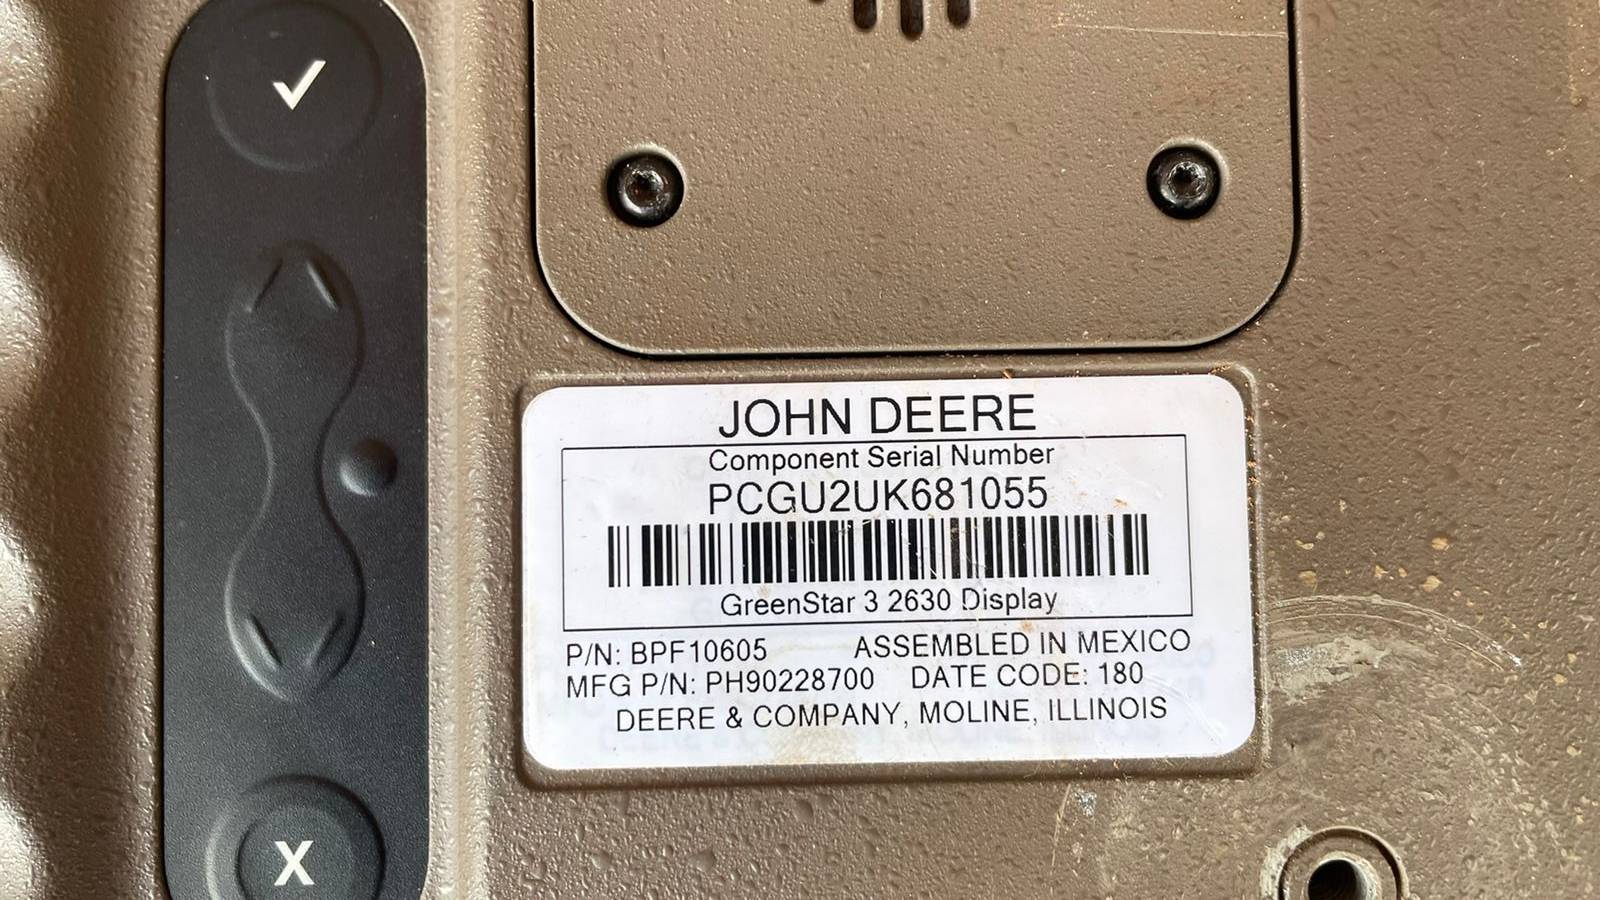 JOHN DEERE
Component Serial Number
PCGU2UK681055
GreenStar 3 2630 Display
P/N: BPF10605 ASSEMBLED IN MEXICO
MFG P/N: PH90228700 DATE CODE: 180
DEERE & COMPANY, MOLINE, ILLINOIS
X